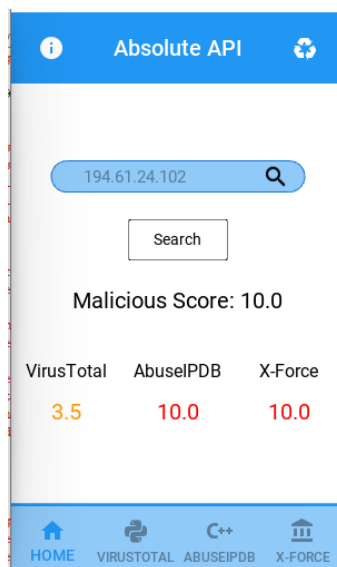 Absolute API
194.61.24.102
Search
Malicious Score: 10.0
VirusTotal AbuseIPDB X-Force
3.5 10.0 10.0
C++
HOME VIRUSTOTAL ABUSEIPDB X-FORCE